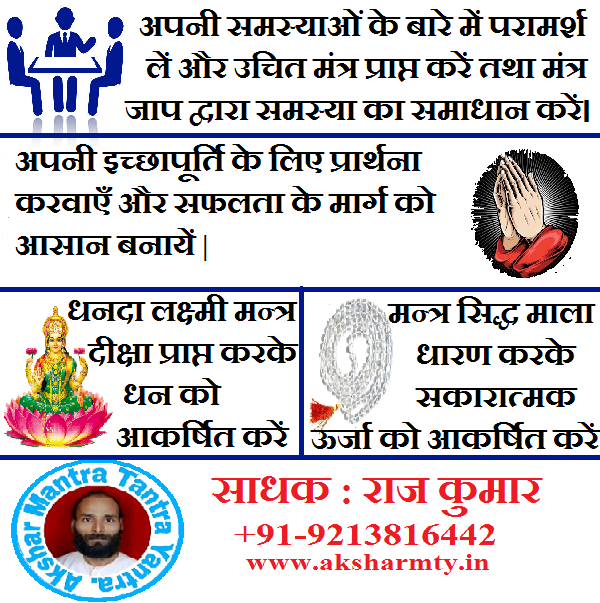 अपनी समस्याओं के बारे में परामर्श
लें और उचित मंत्र प्राप्त करें तथा मंत्र
जाप द्वारा समस्या का समाधान करें।
अपनी इच्छापूर्ति के लिए प्रार्थना
करवाएँ और सफलता के मार्ग को
आसान बनायें |
धनदा लक्ष्मी मन्त्र
दीक्षा प्राप्त करके
धन को
आकर्षित करें
मन्त्र सिद्ध माला
धारण करके
सकारात्मक
ऊर्जा को आकर्षित करें
Akshar Mantra Tantra Yantra.
साधक : राज कुमार
+91-9213816442
www.aksharmty.in